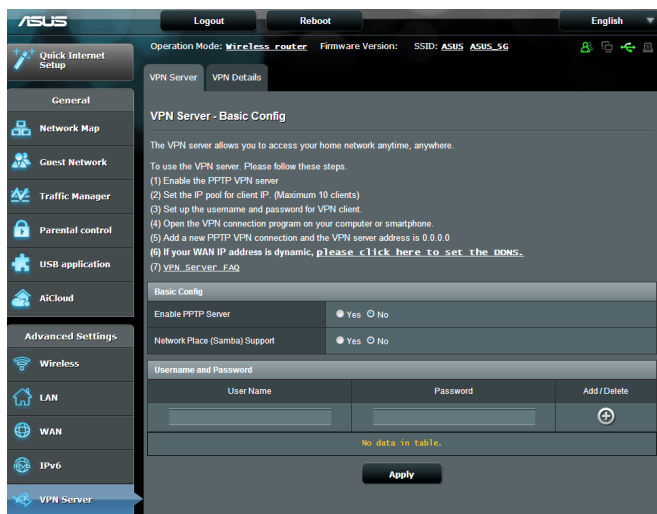 ASUS
Logout
Reboot
English
Quick Internet
Setup
Operation Mode: Wireless router Firmware Version: SSID: ASUS ASUS_5G
VPN Server
VPN Details
General
Network Map
Guest Network
Traffic Manager
Parental control
USB application
AiCloud
Advanced Settings
Wireless
LAN
WAN
IPv6
VPN Server
VPN Server - Basic Config
The VPN server allows you to access your home network anytime, anywhere.
To use the VPN server. Please follow these steps.
(1) Enable the PPTP VPN server
(2) Set the IP pool for client IP. (Maximum 10 clients)
(3) Set up the username and password for VPN client.
(4) Open the VPN connection program on your computer or smartphone.
(5) Add a new PPTP VPN connection and the VPN server address is 0.0.0.0
(6) If your WAN IP address is dynamic, please click here to set the DDNS.
(7) VPN Server FAQ
Basic Config
Enable PPTP Server Yes No
Network Place (Samba) Support Yes No
Username and Password
User Name Password Add / Delete
No data in table.
Apply